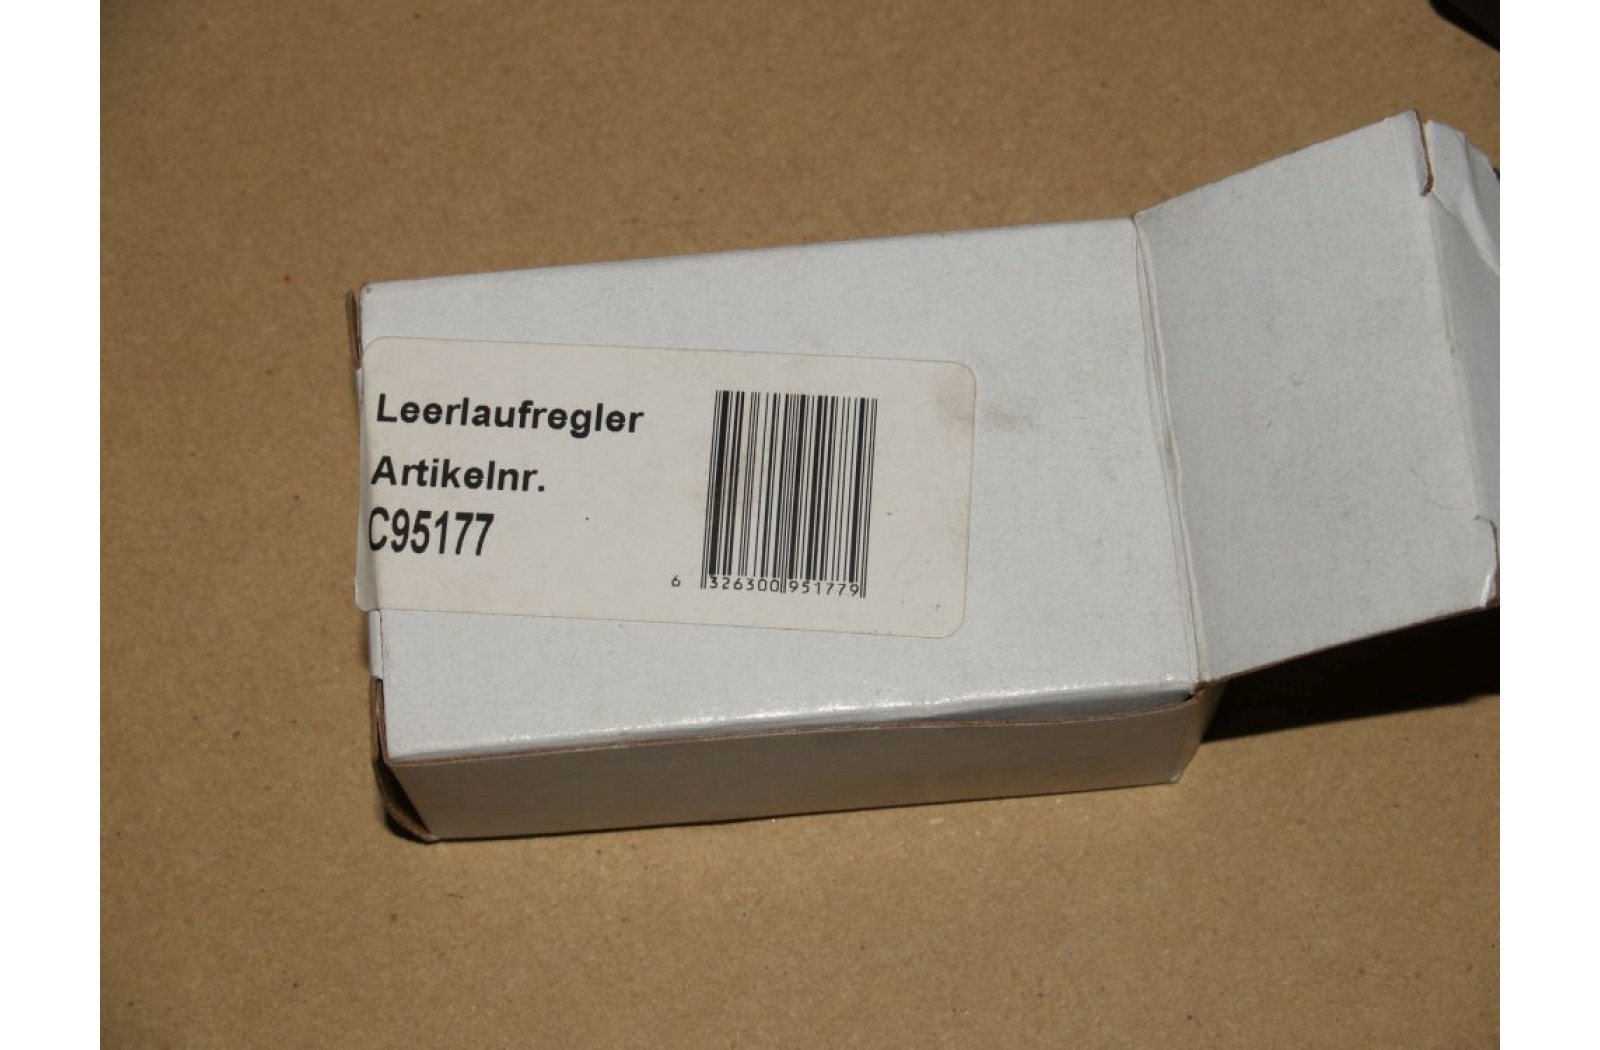 Leerlaufregler
Artikelnr.
C95177
6 326300 951779